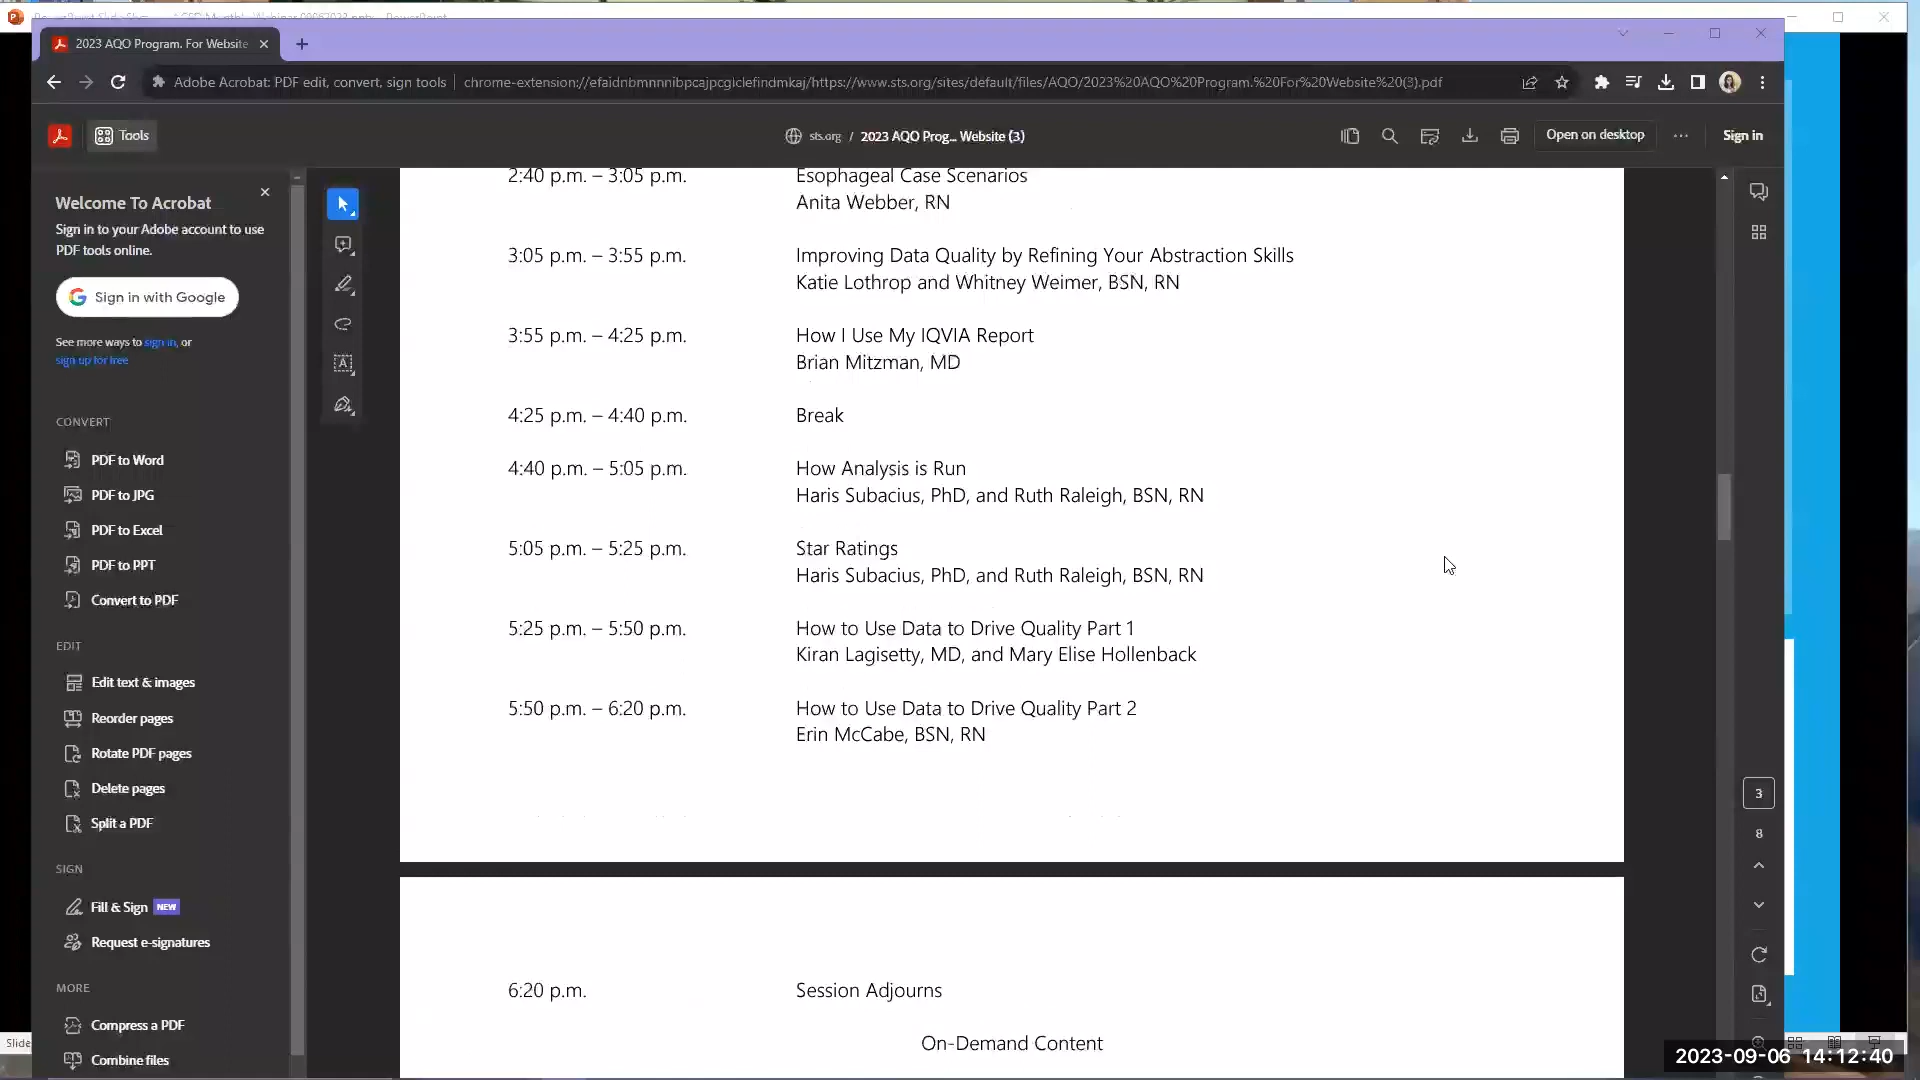 2023 AQO Program. For Website
Adobe Acrobat: PDF edit, convert, sign tools
chrome-extension://efaidnbmnnnibpcajpcglclefindmkaj/https://www.sts.org/sites/default/files/AQO/2023%20AQO%20Program.%20For%20Website%20(3).pdf
Tools
sts.org / 2023 AQO Prog... Website (3)
Open on desktop
Sign in
Welcome To Acrobat
Sign in to your Adobe account to use
PDF tools online.
Sign in with Google
See more ways to sign in, or
sign up for free
CONVERT
PDF to Word
PDF to JPG
PDF to Excel
PDF to PPT
Convert to PDF
EDIT
Edit text & images
Reorder pages
Rotate PDF pages
Delete pages
Split a PDF
SIGN
Fill & Sign NEW
Request e-signatures
MORE
Compress a PDF
Combine files
2:40 p.m. – 3:05 p.m. Esophageal Case Scenarios
Anita Webber, RN
3:05 p.m. – 3:55 p.m. Improving Data Quality by Refining Your Abstraction Skills
Katie Lothrop and Whitney Weimer, BSN, RN
3:55 p.m. – 4:25 p.m. How I Use My IQVIA Report
Brian Mitzman, MD
4:25 p.m. – 4:40 p.m. Break
4:40 p.m. – 5:05 p.m. How Analysis is Run
Haris Subacius, PhD, and Ruth Raleigh, BSN, RN
5:05 p.m. – 5:25 p.m. Star Ratings
Haris Subacius, PhD, and Ruth Raleigh, BSN, RN
5:25 p.m. – 5:50 p.m. How to Use Data to Drive Quality Part 1
Kiran Lagisetty, MD, and Mary Elise Hollenback
5:50 p.m. – 6:20 p.m. How to Use Data to Drive Quality Part 2
Erin McCabe, BSN, RN
6:20 p.m. Session Adjourns
On-Demand Content
3
8
Slide
2023-09-06 14:12:40